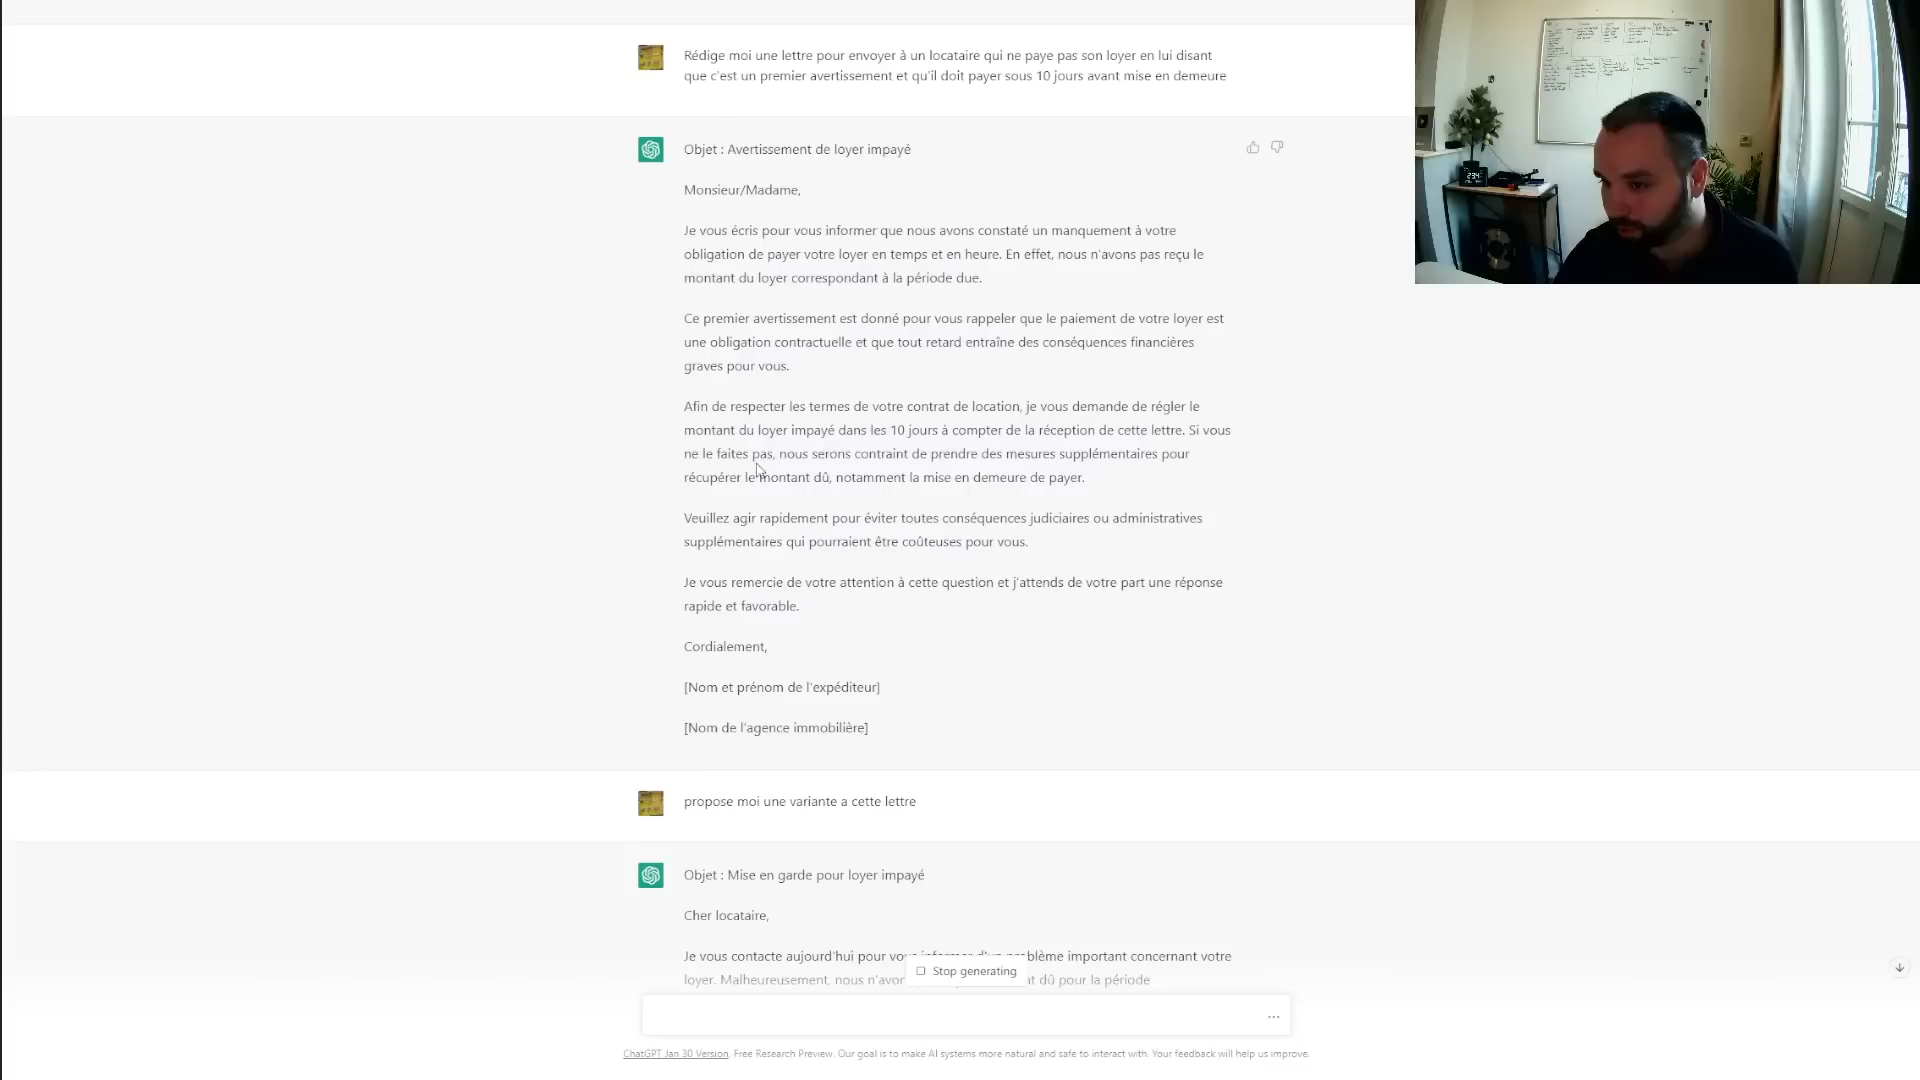 Rédige moi une lettre pour envoyer à un locataire qui ne paye pas son loyer en lui disant
que c'est un premier avertissement et qu'il doit payer sous 10 jours avant mise en demeure
Objet : Avertissement de loyer impayé
Monsieur/Madame,
Je vous écris pour vous informer que nous avons constaté un manquement à votre
obligation de payer votre loyer en temps et en heure. En effet, nous n'avons pas reçu le
montant du loyer correspondant à la période due.
Ce premier avertissement est donné pour vous rappeler que le paiement de votre loyer est
une obligation contractuelle et que tout retard entraîne des conséquences financières
graves pour vous.
Afin de respecter les termes de votre contrat de location, je vous demande de régler le
montant du loyer impayé dans les 10 jours à compter de la réception de cette lettre. Si vous
ne le faites pas, nous serons contraint de prendre des mesures supplémentaires pour
récupérer le montant dû, notamment la mise en demeure de payer.
Veuillez agir rapidement pour éviter toutes conséquences judiciaires ou administratives
supplémentaires qui pourraient être coûteuses pour vous.
Je vous remercie de votre attention à cette question et j'attends de votre part une réponse
rapide et favorable.
Cordialement,
[Nom et prénom de l'expéditeur]
[Nom de l'agence immobilière]
propose moi une variante a cette lettre
Objet : Mise en garde pour loyer impayé
Cher locataire,
Je vous contacte aujourd'hui pour vous informer d'un problème important concernant votre
loyer. Malheureusement, nous n'avon t dû pour la période
Stop generating
ChatGPT Jan 30 Version. Free Research Preview. Our goal is to make AI systems more natural and safe to interact with. Your feedback will help us improve.